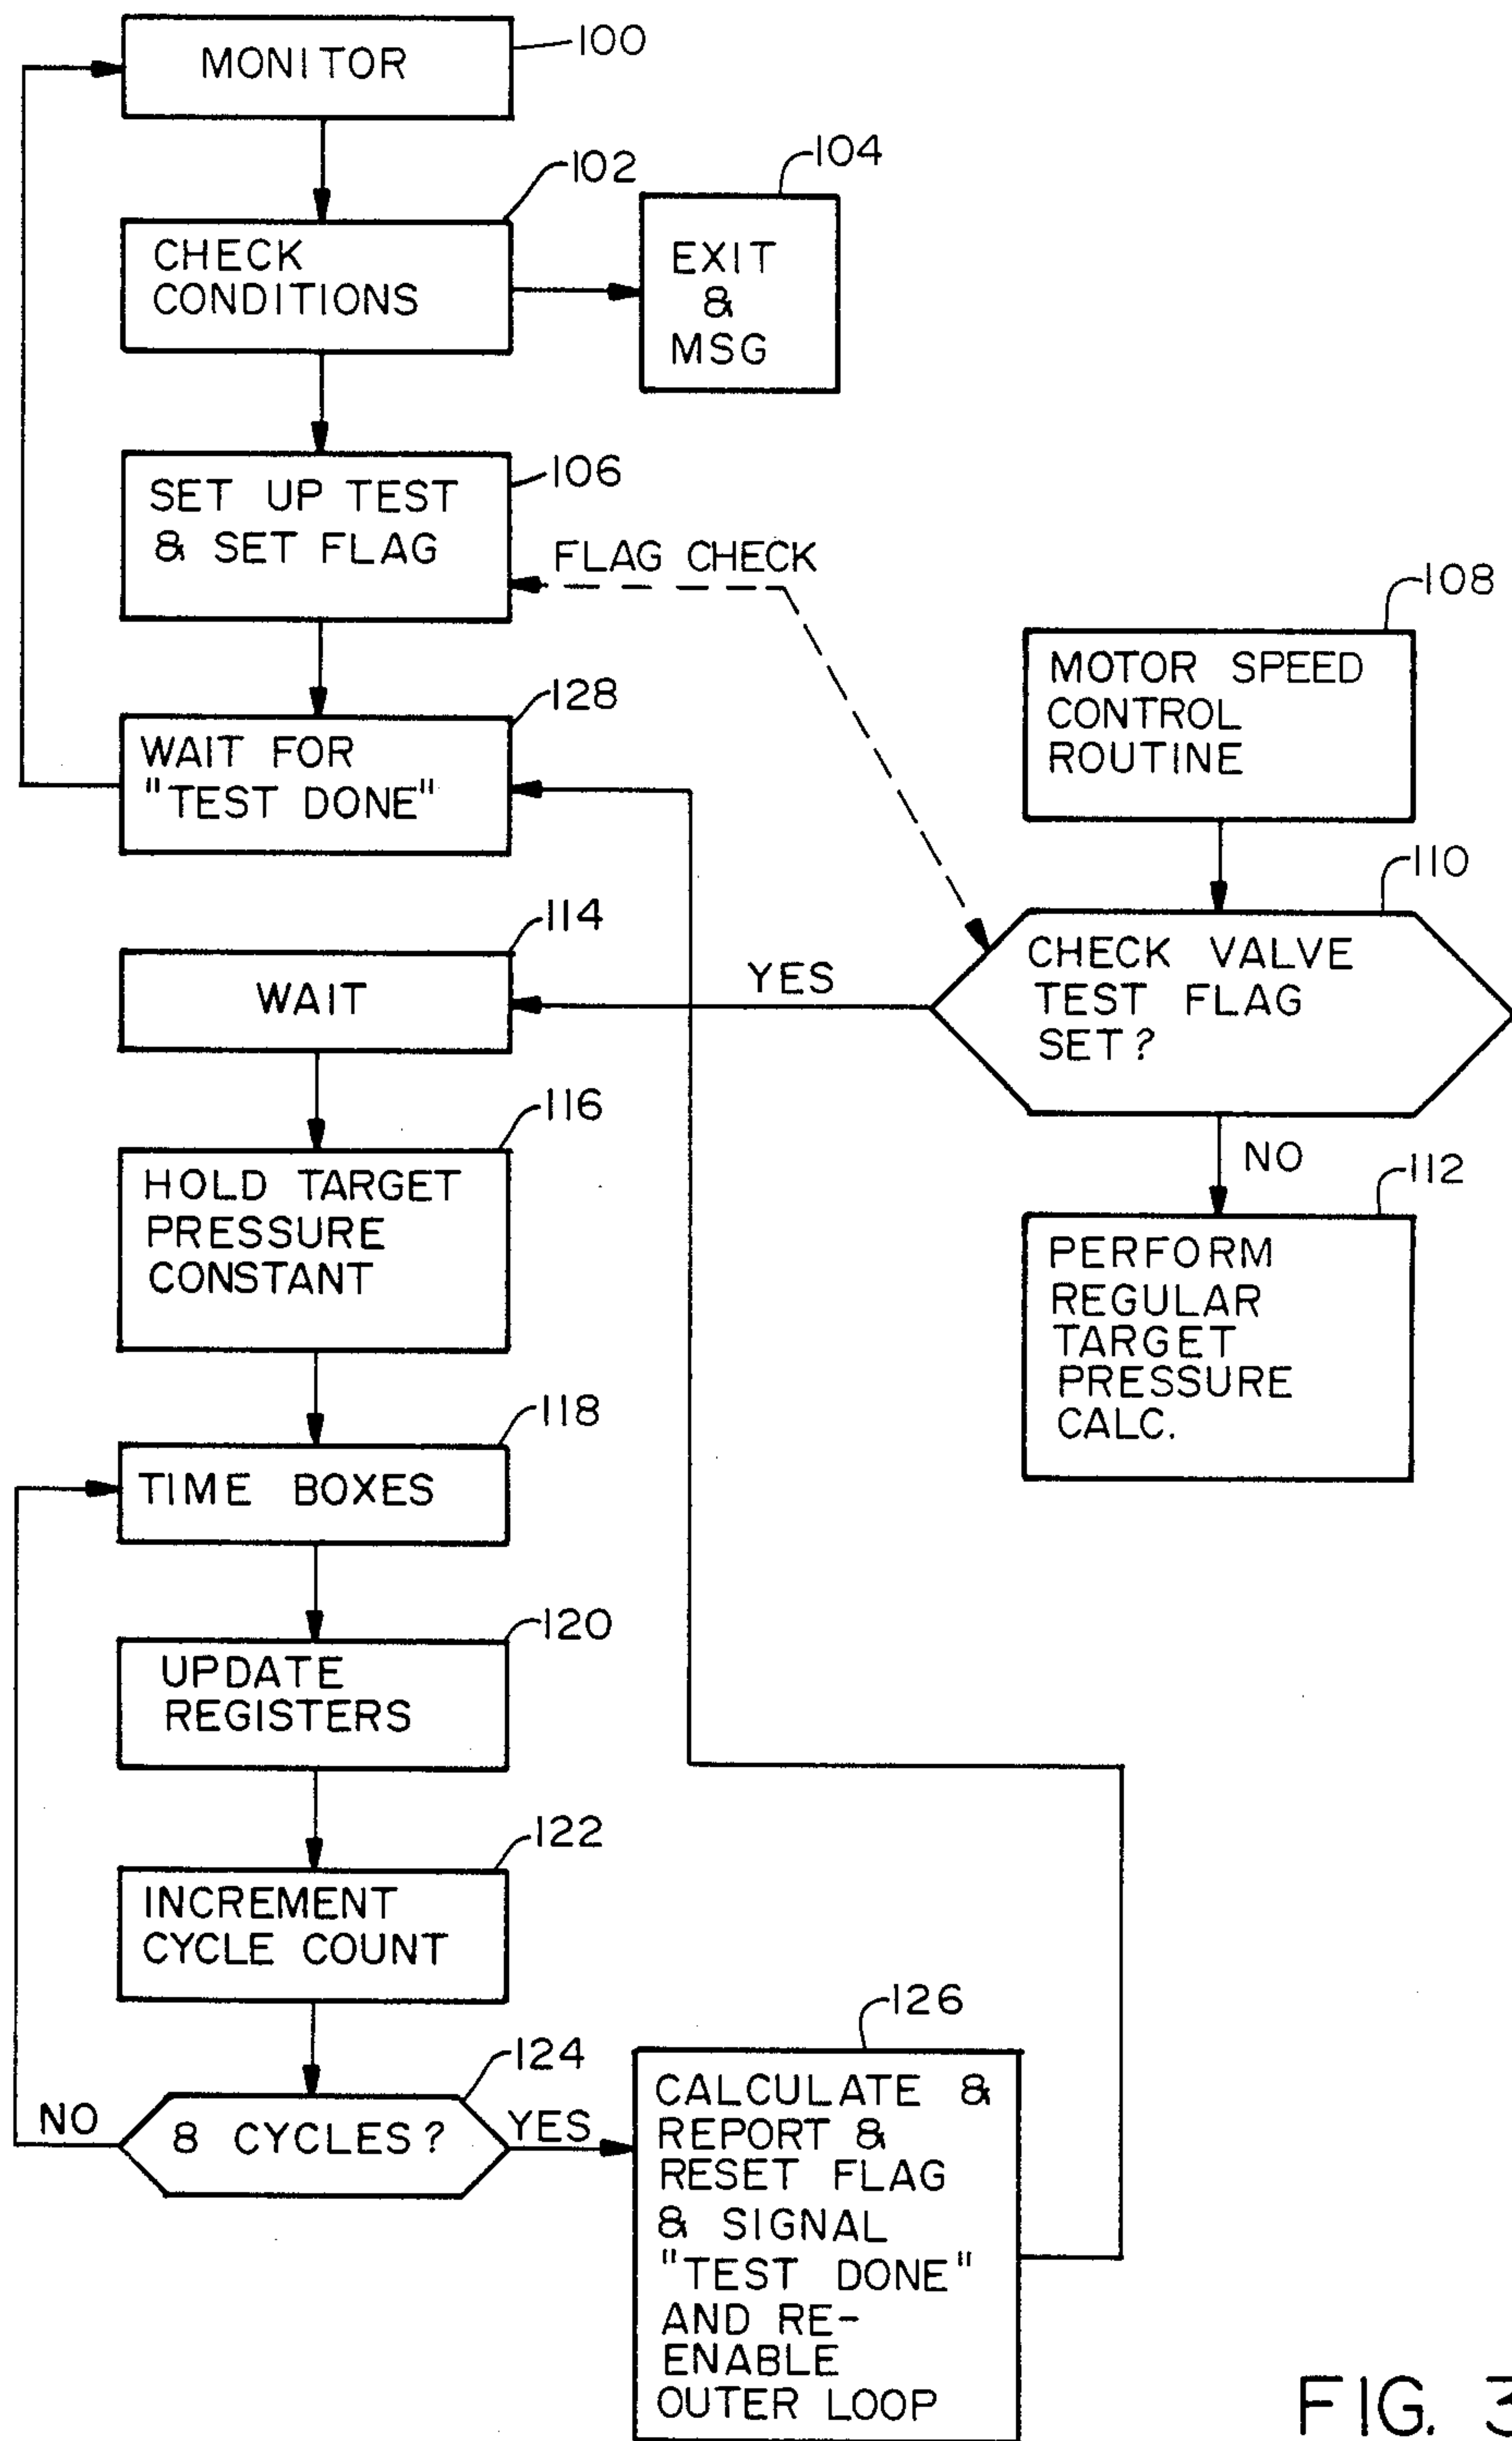 MONITOR
100
102
CHECK
CONDITIONS
104
EXIT
&
MSG
106
SET UP TEST
& SET FLAG
FLAG CHECK
128
WAIT FOR
"TEST DONE"
108
MOTOR SPEED
CONTROL
ROUTINE
110
CHECK VALVE
TEST FLAG
SET?
YES
NO
112
PERFORM
REGULAR
TARGET
PRESSURE
CALC.
114
WAIT
116
HOLD TARGET
PRESSURE
CONSTANT
118
TIME BOXES
120
UPDATE
REGISTERS
122
INCREMENT
CYCLE COUNT
124
NO
8 CYCLES?
YES
126
CALCULATE &
REPORT &
RESET FLAG
& SIGNAL
"TEST DONE"
AND RE-
ENABLE
OUTER LOOP
FIG. 3